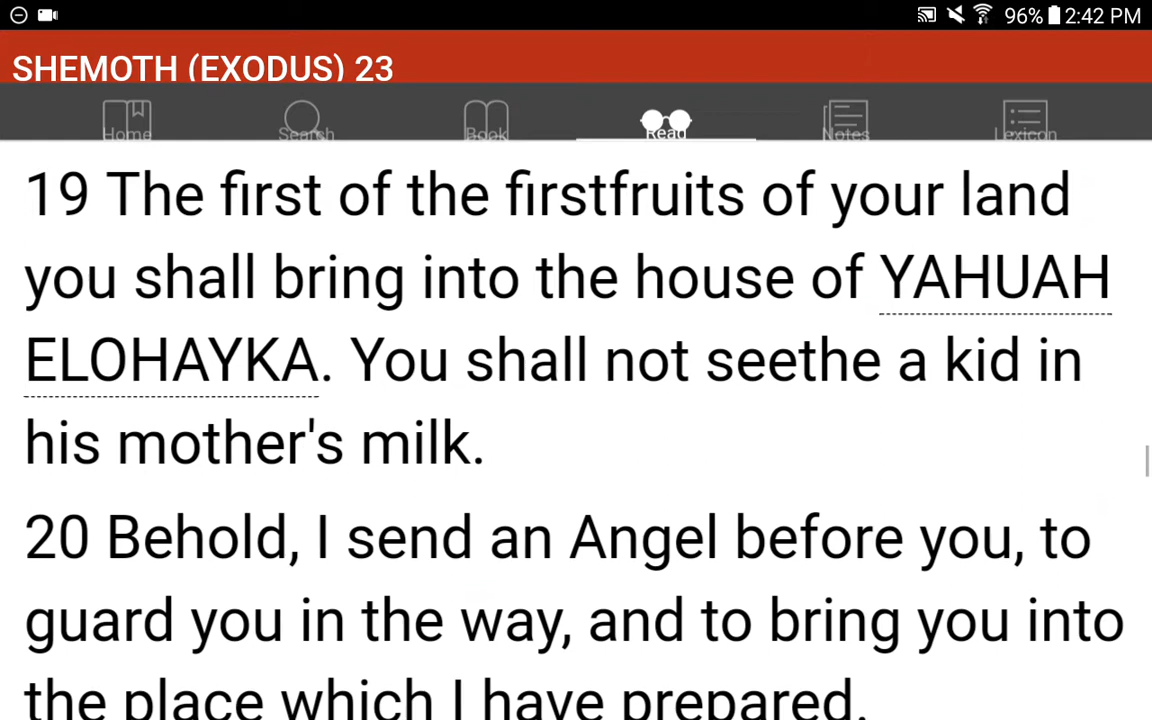 96% 2:42 PM
SHEMOTH (EXODUS) 23
Home Search Book Read Notes Lexicon
19 The first of the firstfruits of your land
you shall bring into the house of YAHUAH
ELOHAYKA. You shall not seethe a kid in
his mother's milk.
20 Behold, I send an Angel before you, to
guard you in the way, and to bring you into
the place which I have prepared.